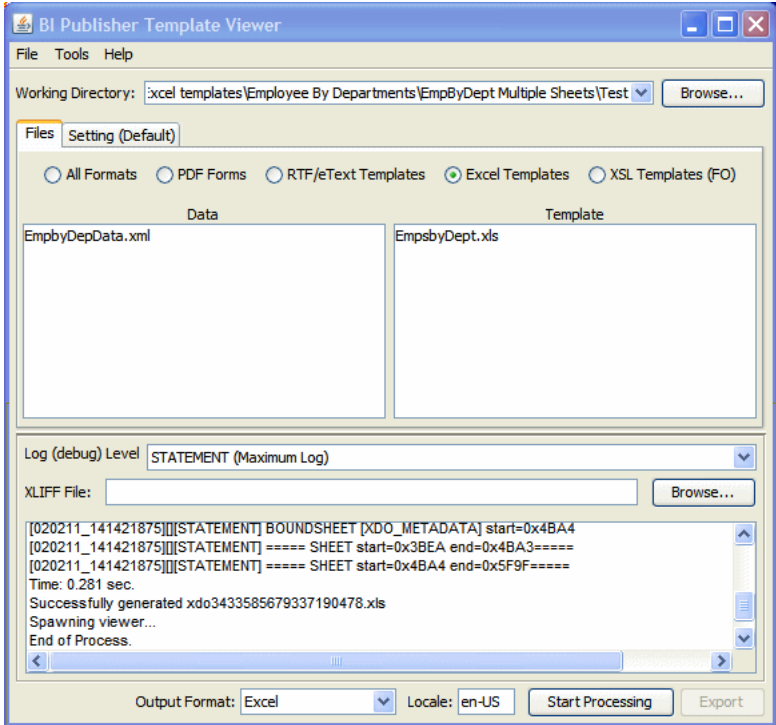 BI Publisher Template Viewer
File Tools Help
Working Directory: :xcel templates\Employee By Departments\EmpByDept Multiple Sheets\Test Browse...
Files Setting (Default)
All Formats PDF Forms RTF/eText Templates Excel Templates XSL Templates (FO)
Data Template
EmpbyDepData.xml EmpsbyDept.xls
Log (debug) Level STATEMENT (Maximum Log)
XLIFF File: Browse...
[020211_141421875][][STATEMENT] BOUNDSHEET [XDO_METADATA] start=0x4BA4
[020211_141421875][][STATEMENT] ===== SHEET start=0x3BEA end=0x4BA3=====
[020211_141421875][][STATEMENT] ===== SHEET start=0x4BA4 end=0x5F9F=====
Time: 0.281 sec.
Successfully generated xdo3433585679337190478.xls
Spawning viewer...
End of Process.
Output Format: Excel Locale: en-US Start Processing Export